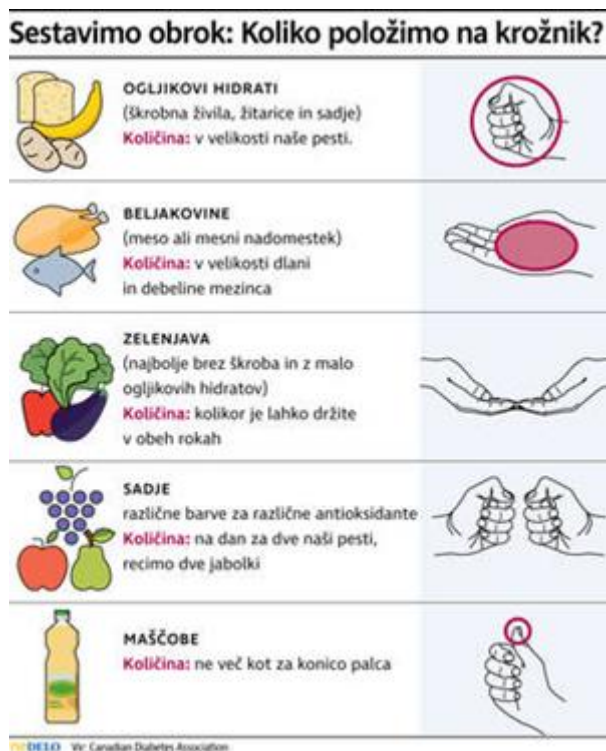 Sestavimo obrok: Koliko položimo na krožnik?
OGLJIKOVI HIDRATI
(škrobna živila, žitarice in sadje)
Količina: v velikosti naše pesti.
BELJAKOVINE
(meso ali mesni nadomestek)
Količina: v velikosti dlani
in debeline mezinca
ZELENJAVA
(najbolje brez škroba in z malo
ogljikovih hidratov)
Količina: kolikor je lahko držite
v obeh rokah
SADJE
različne barve za različne antioksidante
Količina: na dan za dve naši pesti,
recimo dve jabolki
MAŠČOBE
Količina: ne več kot za konico palca
DELO Vir: Canadian Diabetes Association